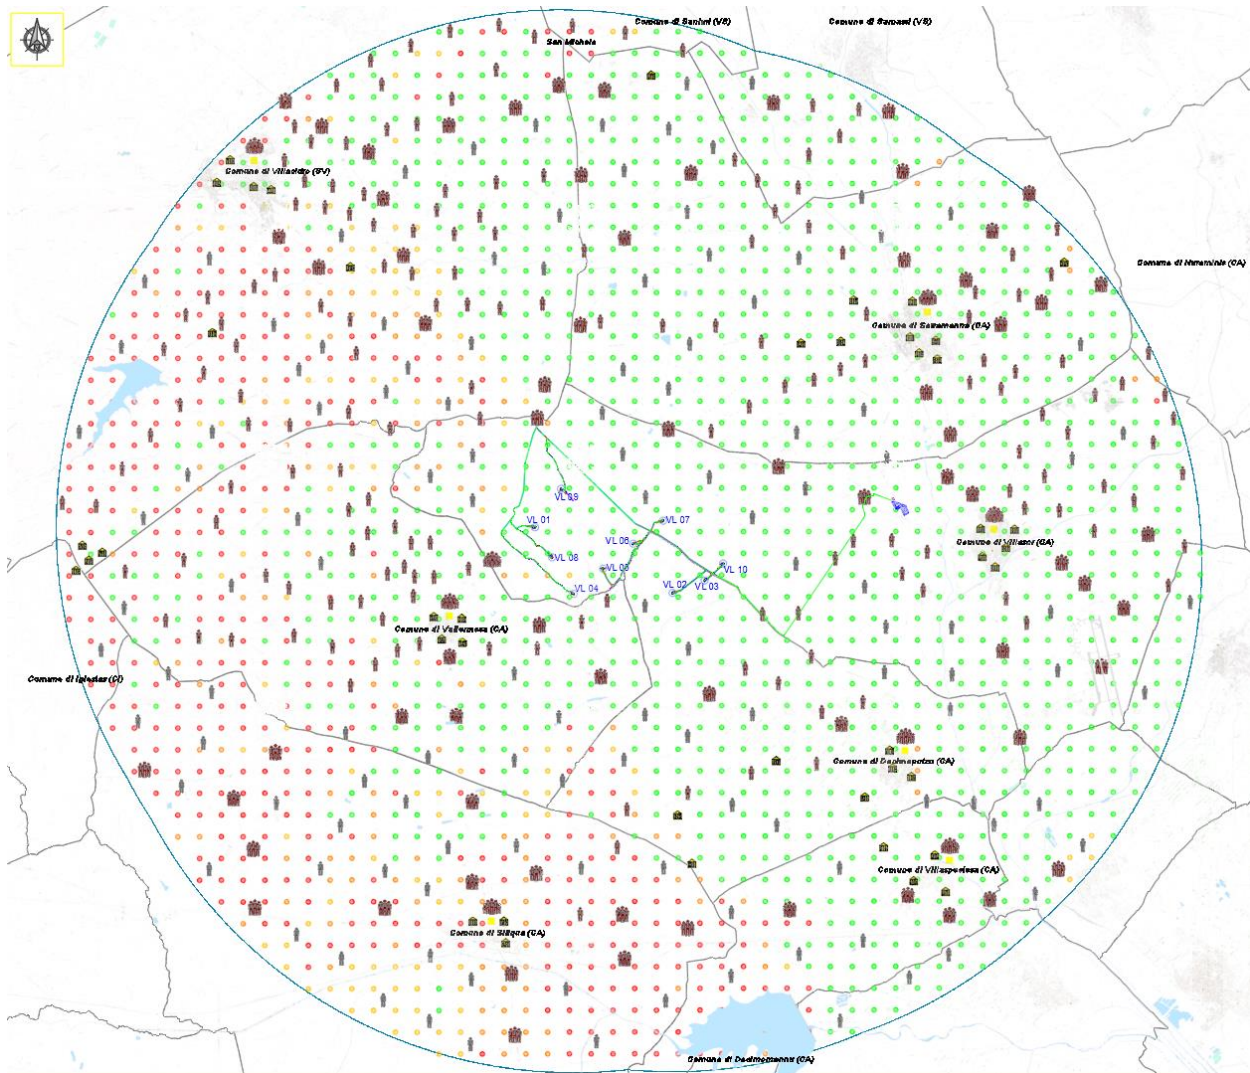 Comune di Sanluri (VS)
Comune di Samassi (VS)
San Michele
Comune di Villacidro (SV)
Comune di Nuraminis (CA)
Comune di Serramanna (CA)
VL 09
VL 01
VL 07
VL 06
Comune di Villasor (CA)
VL 08
VL 05
VL 10
VL 04
VL 02
VL 03
Comune di Vallermosa (CA)
Comune di Iglesias (CI)
Comune di Decimoputzu (CA)
Comune di Villaspeciosa (CA)
Comune di Siliqua (CA)
Comune di Decimomannu (CA)